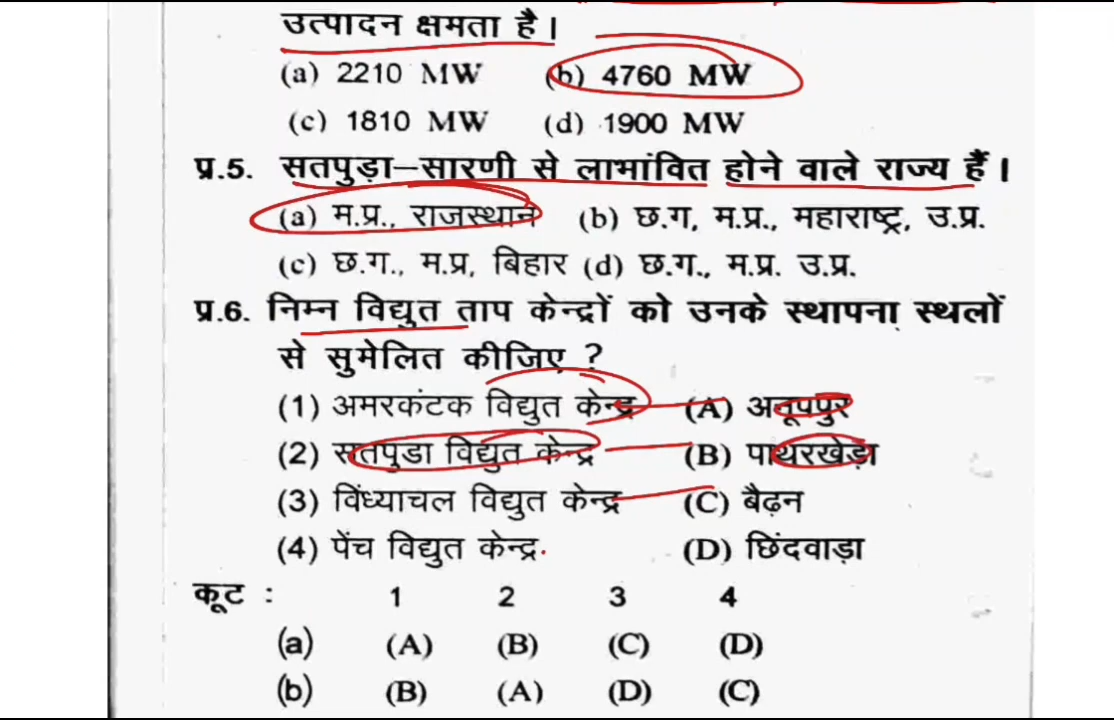 उत्पादन क्षमता है।
(a) 2210 MW (b) 4760 MW
(c) 1810 MW (d) 1900 MW
प्र.5. सतपुड़ा–सारणी से लाभांवित होने वाले राज्य हैं।
(a) म.प्र., राजस्थान (b) छ.ग, म.प्र., महाराष्ट्र, उ.प्र.
(c) छ.ग., म.प्र, बिहार (d) छ.ग., म.प्र. उ.प्र.
प्र.6. निम्न विद्युत ताप केन्द्रों को उनके स्थापना स्थलों
से सुमेलित कीजिए ?
(1) अमरकंटक विद्युत केन्द्र (A) अनूपपुर
(2) सतपुडा विद्युत केन्द्र (B) पाथरखेड़ा
(3) विंध्याचल विद्युत केन्द्र (C) बैढ़न
(4) पेंच विद्युत केन्द्र. (D) छिंदवाड़ा
कूट : 1 2 3 4
(a) (A) (B) (C) (D)
(b) (B) (A) (D) (C)